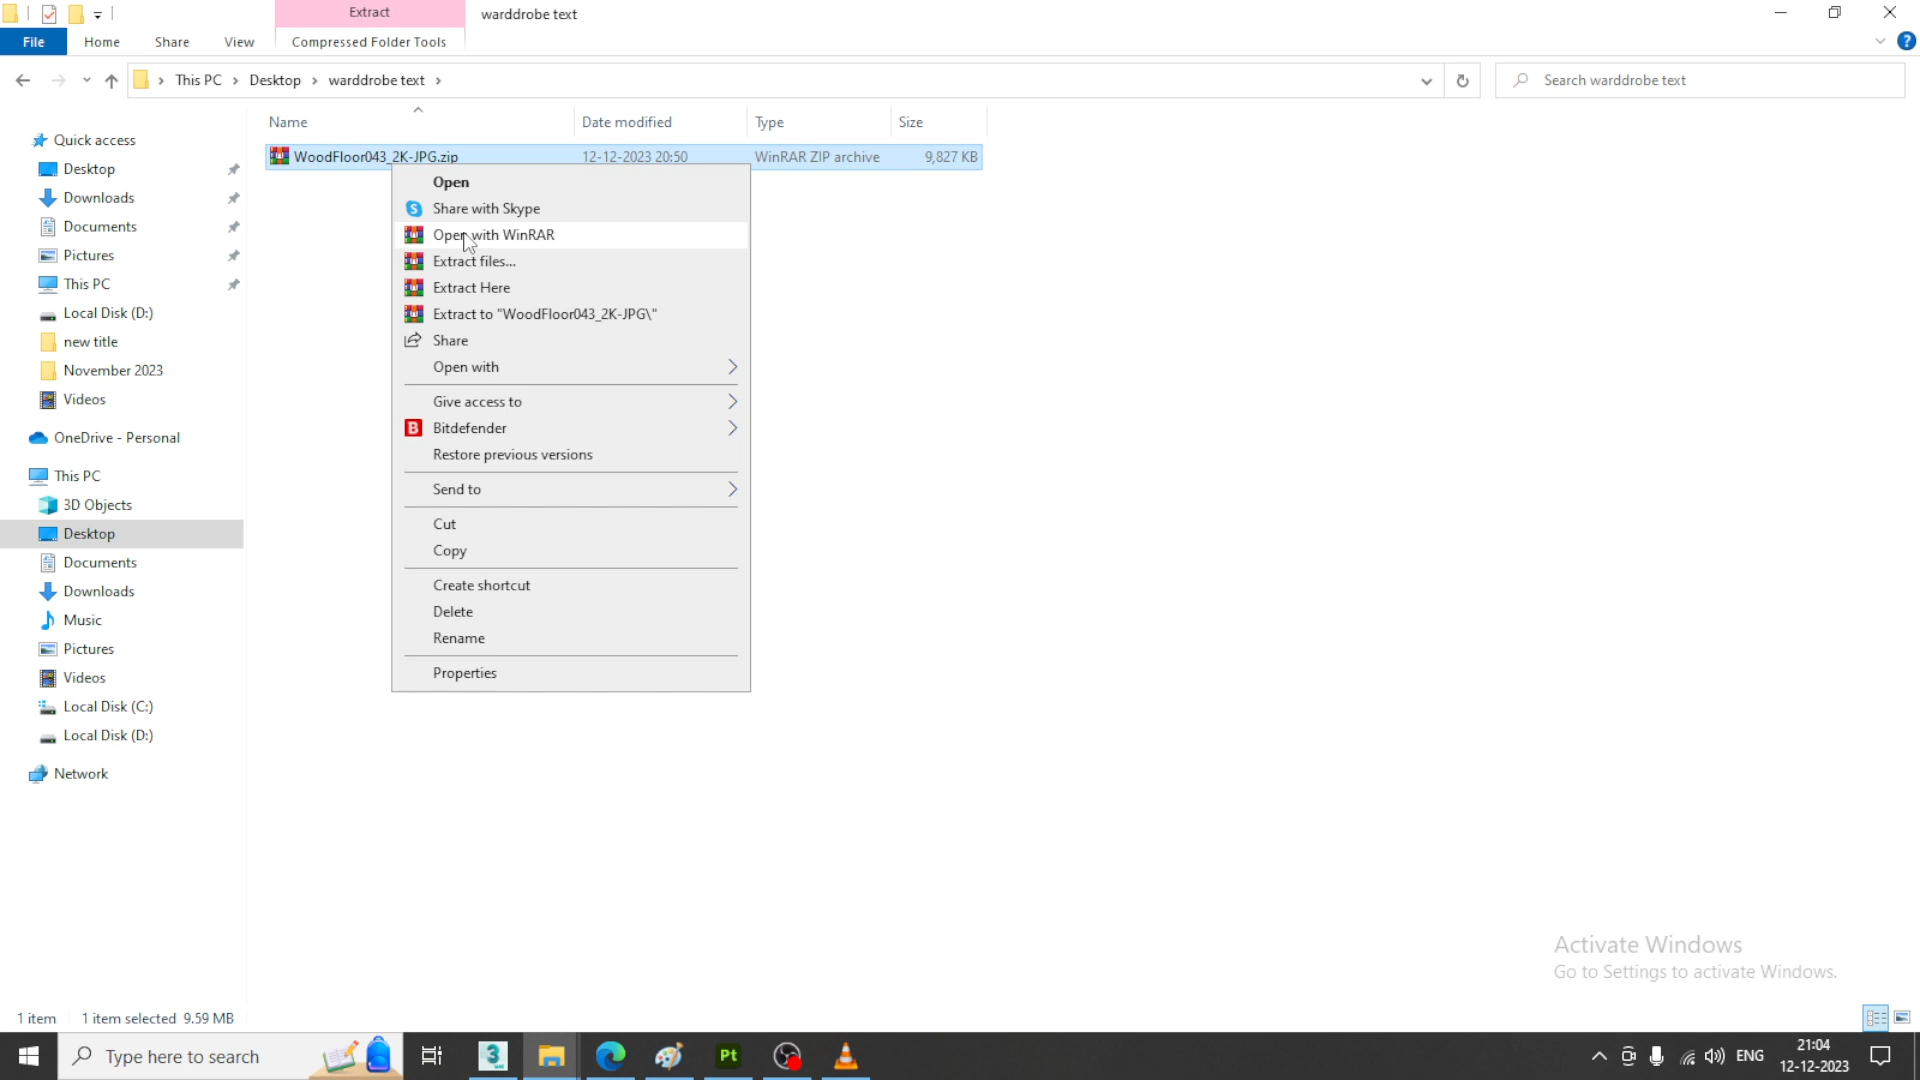 Extract
warddrobe text
File
Home
Share
View
Compressed Folder Tools
This PC
Desktop
warddrobe text
Search warddrobe text
Name
Date modified
Type
Size
Quick access
Desktop
Downloads
Documents
Pictures
This PC
Local Disk (D:)
new title
November 2023
Videos
OneDrive - Personal
This PC
3D Objects
Desktop
Documents
Downloads
Music
Pictures
Videos
Local Disk (C:)
Local Disk (D:)
Network
WoodFloor043_2K-JPG.zip
12-12-2023 20:50
WinRAR ZIP archive
9,827 KB
Open
Share with Skype
Open with WinRAR
Extract files...
Extract Here
Extract to "WoodFloor043_2K-JPG\"
Share
Open with
Give access to
B Bitdefender
Restore previous versions
Send to
Cut
Copy
Create shortcut
Delete
Rename
Properties
Activate Windows
Go to Settings to activate Windows.
1 item
1 item selected 9.59 MB
Type here to search
3
Pt
ENG
21:04
12-12-2023